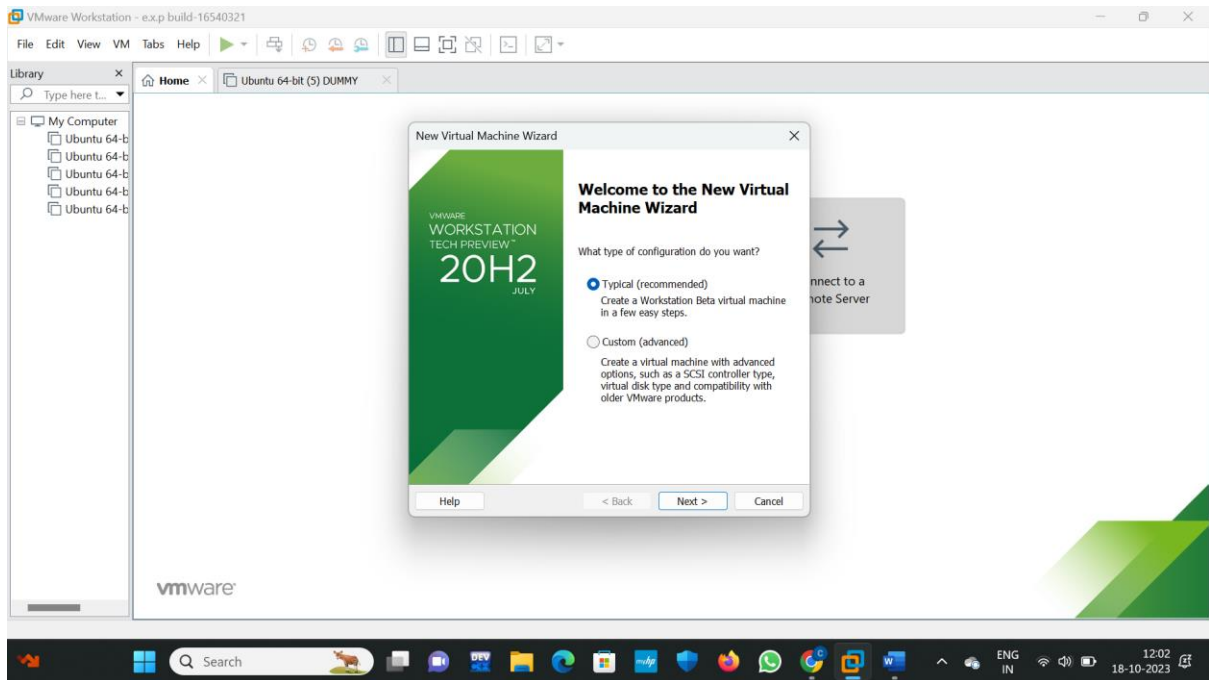 VMware Workstation - e.x.p build-16540321
File Edit View VM Tabs Help
Library
Home
Ubuntu 64-bit (5) DUMMY
Type here t...
My Computer
Ubuntu 64-b
Ubuntu 64-b
Ubuntu 64-b
Ubuntu 64-b
Ubuntu 64-b
New Virtual Machine Wizard
VMWARE
WORKSTATION
TECH PREVIEW™
20H2
JULY
Welcome to the New Virtual
Machine Wizard
What type of configuration do you want?
Typical (recommended)
Create a Workstation Beta virtual machine
in a few easy steps.
Custom (advanced)
Create a virtual machine with advanced
options, such as a SCSI controller type,
virtual disk type and compatibility with
older VMware products.
Help
< Back
Next >
Cancel
nnect to a
note Server
vmware
Search
DEV
ENG
IN
12:02
18-10-2023